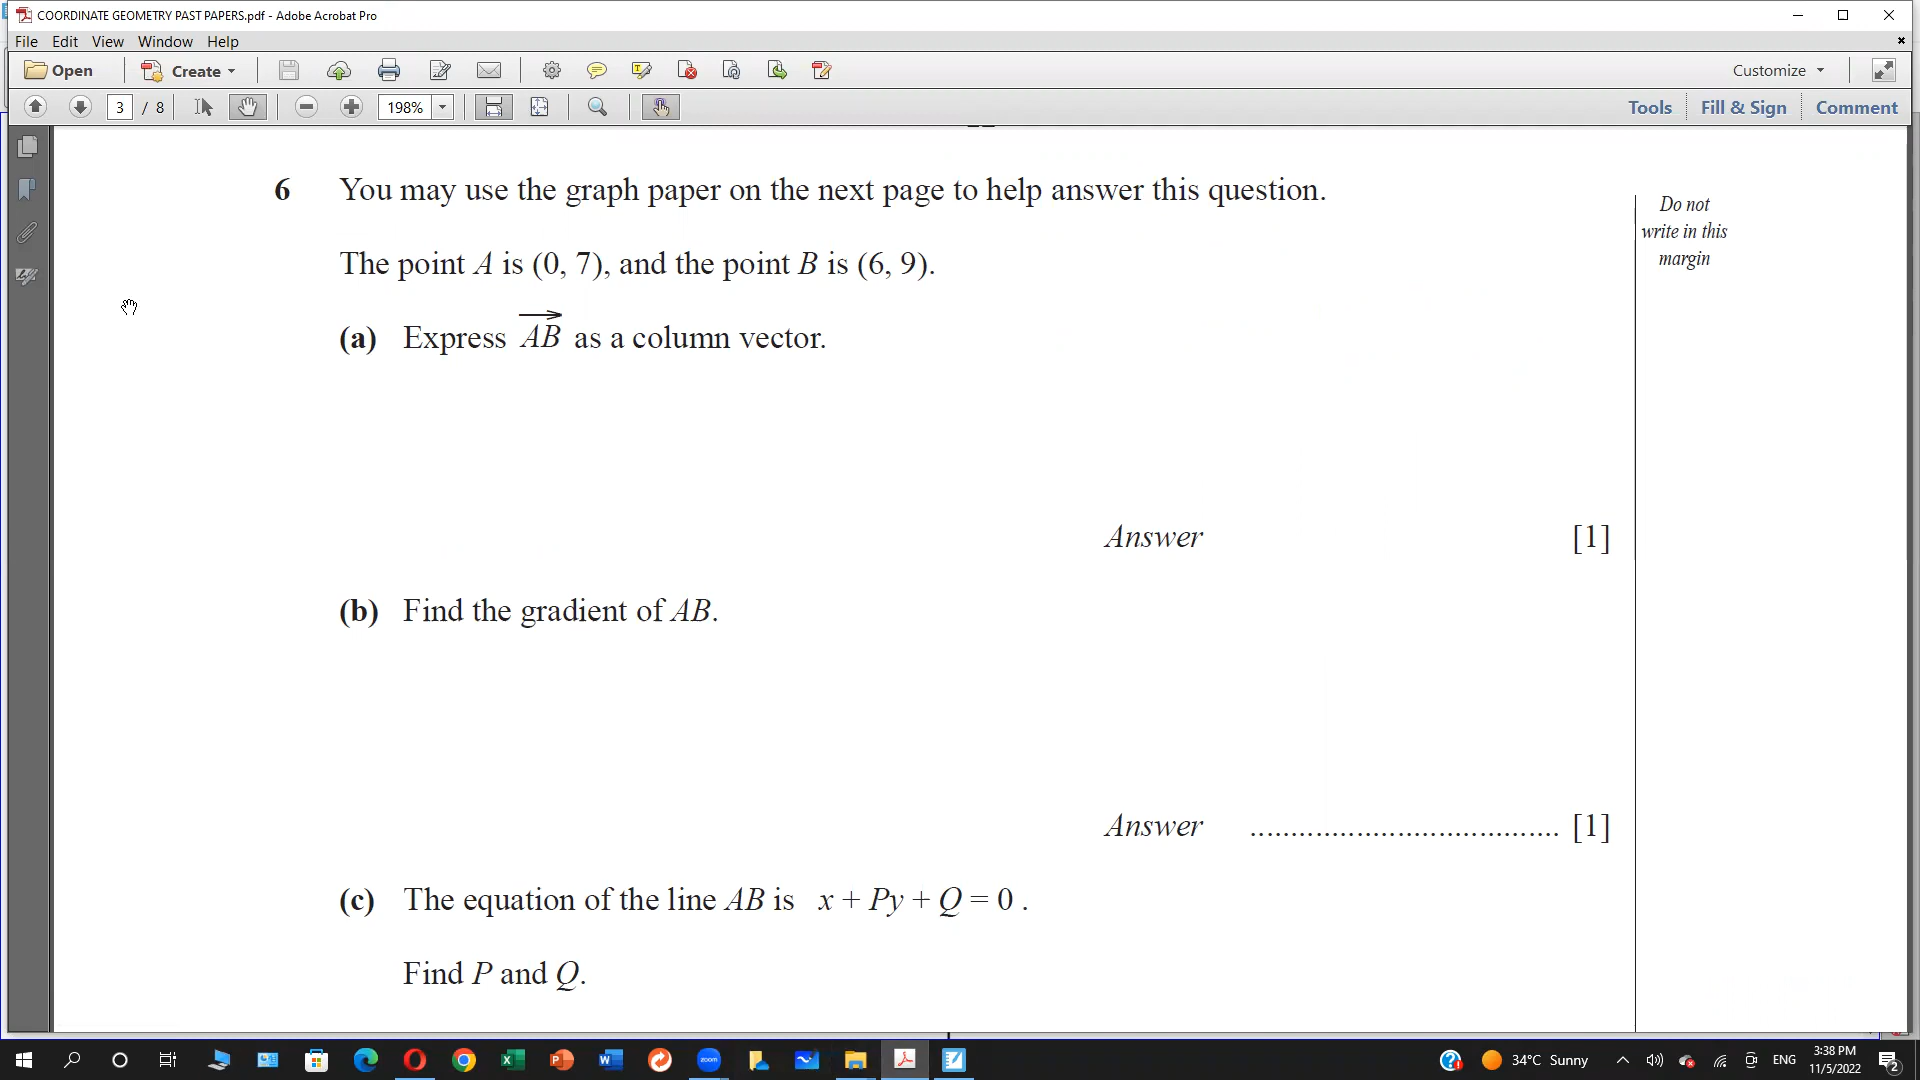 COORDINATE GEOMETRY PAST PAPERS.pdf - Adobe Acrobat Pro
File Edit View Window Help
Open Create Customize
3 / 8 198% Tools Fill & Sign Comment
6 You may use the graph paper on the next page to help answer this question.
Do not
write in this
margin
The point A is (0, 7), and the point B is (6, 9).
(a) Express AB as a column vector.
Answer [1]
(b) Find the gradient of AB.
Answer ...................................... [1]
(c) The equation of the line AB is x + Py + Q = 0 .
Find P and Q.
zoom
34°C Sunny
ENG
3:38 PM
11/5/2022
2